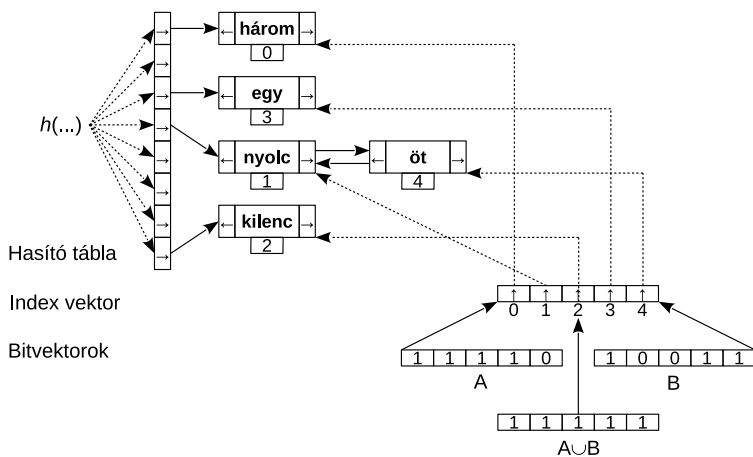 → ← három →
0
→
→ ← egy →
3
h(...) → ← nyolc → ← öt →
1 4
→
→
→
→ ← kilenc →
2
Hasító tábla
Index vektor ↑ ↑ ↑ ↑ ↑
0 1 2 3 4
Bitvektorok 1 1 1 1 0 1 0 0 1 1
A B
1 1 1 1 1
A∪B